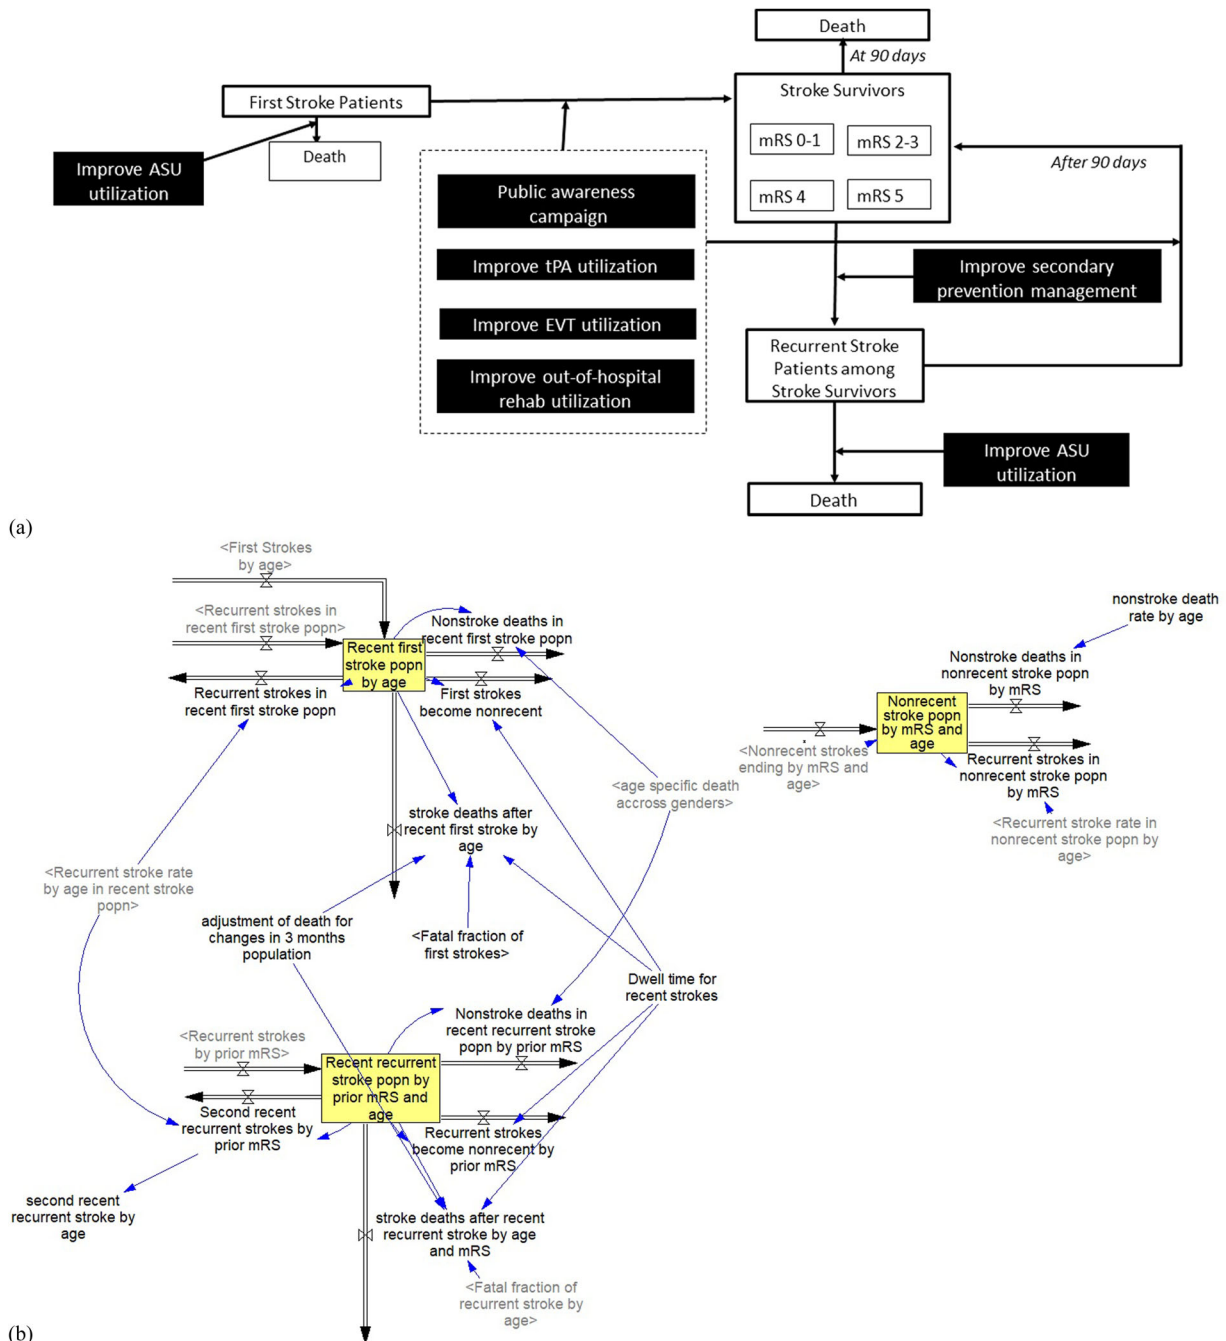 Death
At 90 days
Stroke Survivors
First Stroke Patients
mRS 0-1
mRS 2-3
Death
After 90 days
Improve ASU
utilization
Public awareness
campaign
mRS 4
mRS 5
Improve tPA utilization
Improve secondary
prevention management
Improve EVT utilization
Recurrent Stroke
Patients among
Stroke Survivors
Improve out-of-hospital
rehab utilization
Improve ASU
utilization
Death
(a)
<First Strokes
by age>
<Recurrent strokes in
recent first stroke popn>
Nonstroke deaths in
recent first stroke popn
Recent first
stroke popn
by age
Recurrent strokes in
recent first stroke popn
First strokes
become nonrecent
nonstroke death
rate by age
Nonstroke deaths in
nonrecent stroke popn
by mRS
Nonrecent
stroke popn
by mRS and
age
<Nonrecent strokes
ending by mRS and
age>
Recurrent strokes in
nonrecent stroke popn
by mRS
<Recurrent stroke rate in
nonrecent stroke popn by
age>
<age specific death
accross genders>
stroke deaths after
recent first stroke by
age
<Recurrent stroke rate
by age in recent stroke
popn>
adjustment of death for
changes in 3 months
population
<Fatal fraction of
first strokes>
Dwell time for
recent strokes
Nonstroke deaths in
recent recurrent stroke
popn by prior mRS
<Recurrent strokes
by prior mRS>
Recent recurrent
stroke popn by
prior mRS and
age
Second recent
recurrent strokes by
prior mRS
Recurrent strokes
become nonrecent by
prior mRS
second recent
recurrent stroke by
age
stroke deaths after recent
recurrent stroke by age
and mRS
<Fatal fraction of
recurrent stroke by
age>
(b)